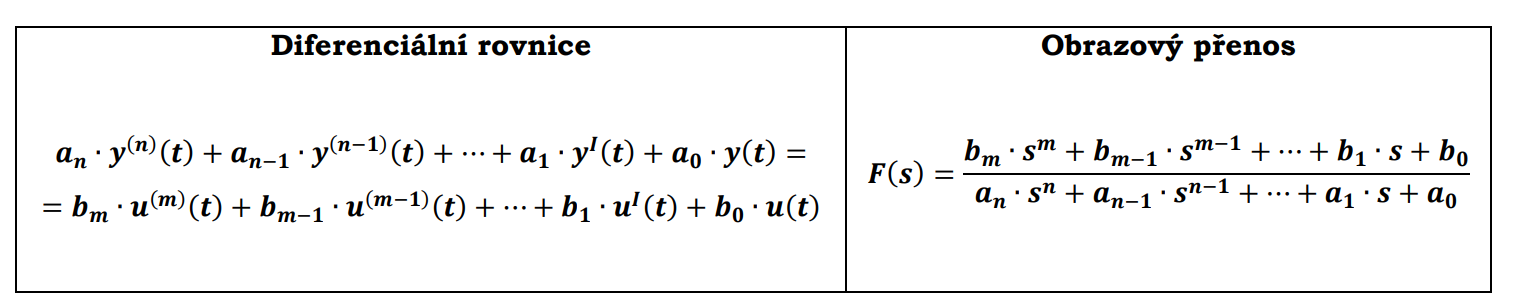 Diferenciální rovnice
aₙ · y⁽ⁿ⁾(t) + aₙ₋₁ · y⁽ⁿ⁻¹⁾(t) + ⋯ + a₁ · yᴵ(t) + a₀ · y(t) =
= bₘ · u⁽ᵐ⁾(t) + bₘ₋₁ · u⁽ᵐ⁻¹⁾(t) + ⋯ + b₁ · uᴵ(t) + b₀ · u(t)
Obrazový přenos
F(s) = (bₘ · sᵐ + bₘ₋₁ · sᵐ⁻¹ + ⋯ + b₁ · s + b₀) / (aₙ · sⁿ + aₙ₋₁ · sⁿ⁻¹ + ⋯ + a₁ · s + a₀)